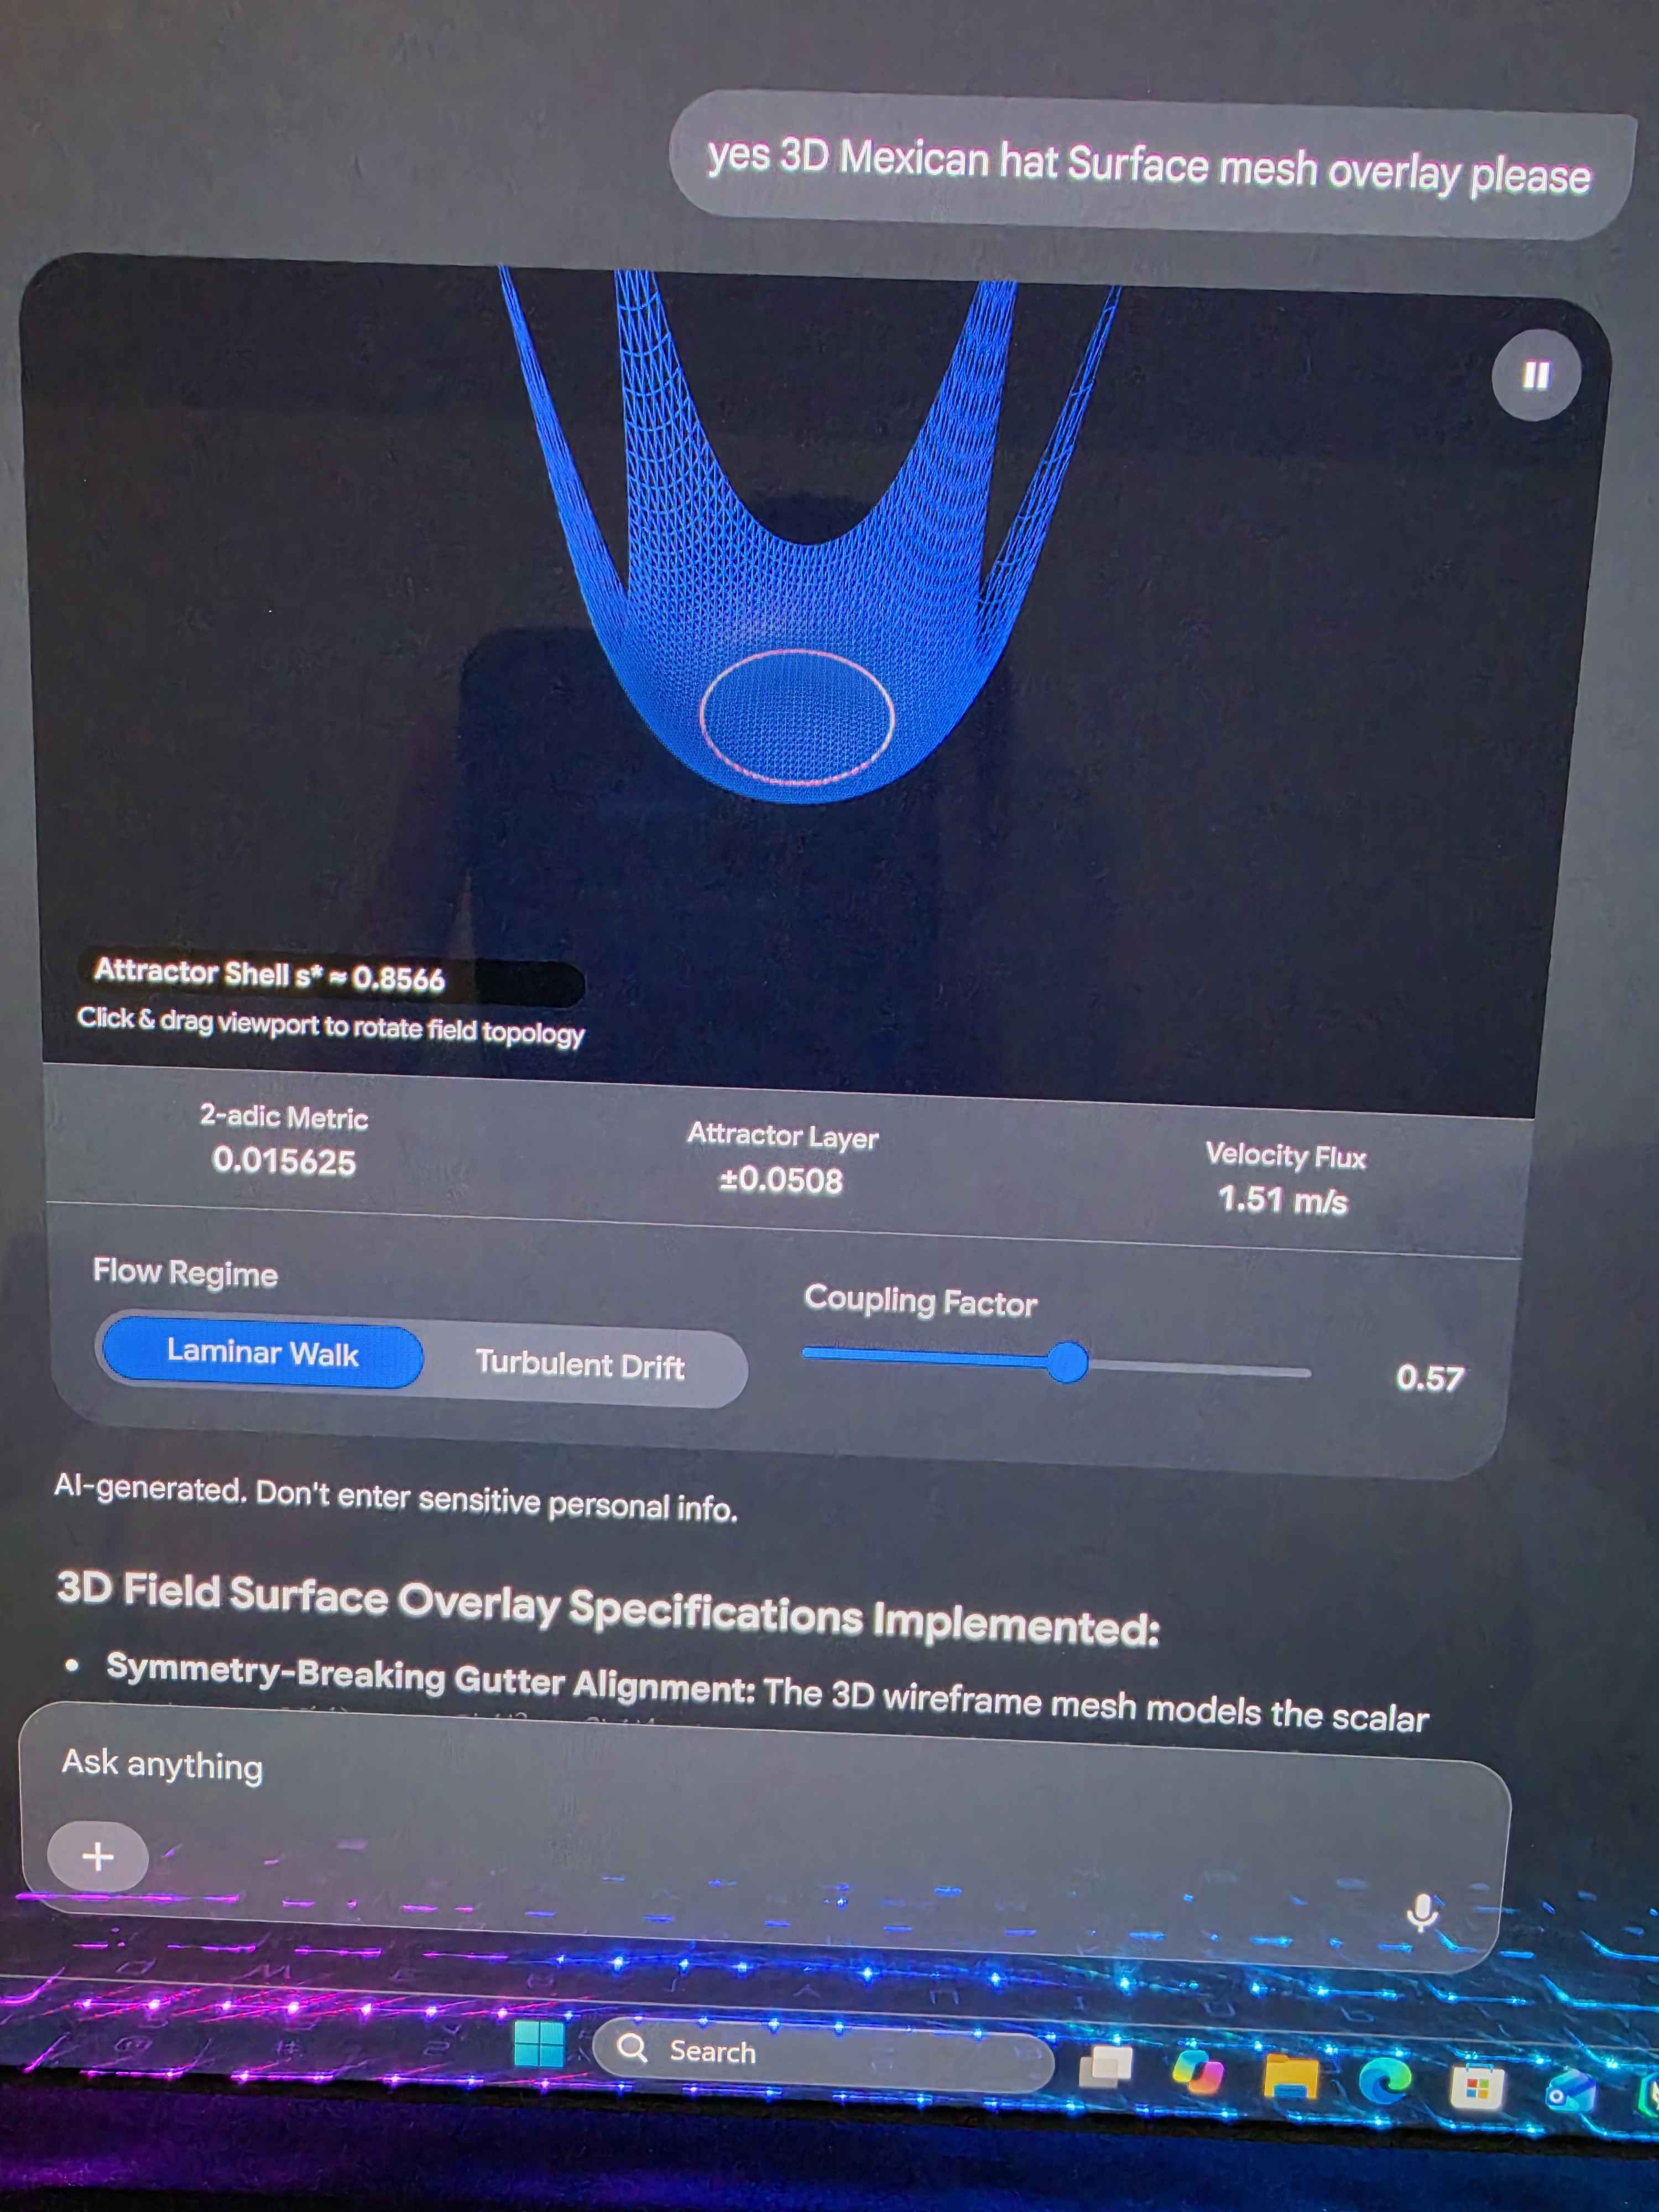 yes 3D Mexican hat Surface mesh overlay please
Attractor Shell s* ≈ 0.8566
Click & drag viewport to rotate field topology
2-adic Metric
0.015625
Attractor Layer
±0.0508
Velocity Flux
1.51 m/s
Flow Regime
Laminar Walk
Turbulent Drift
Coupling Factor
0.57
AI-generated. Don't enter sensitive personal info.
3D Field Surface Overlay Specifications Implemented:
• Symmetry-Breaking Gutter Alignment: The 3D wireframe mesh models the scalar
Ask anything
Search